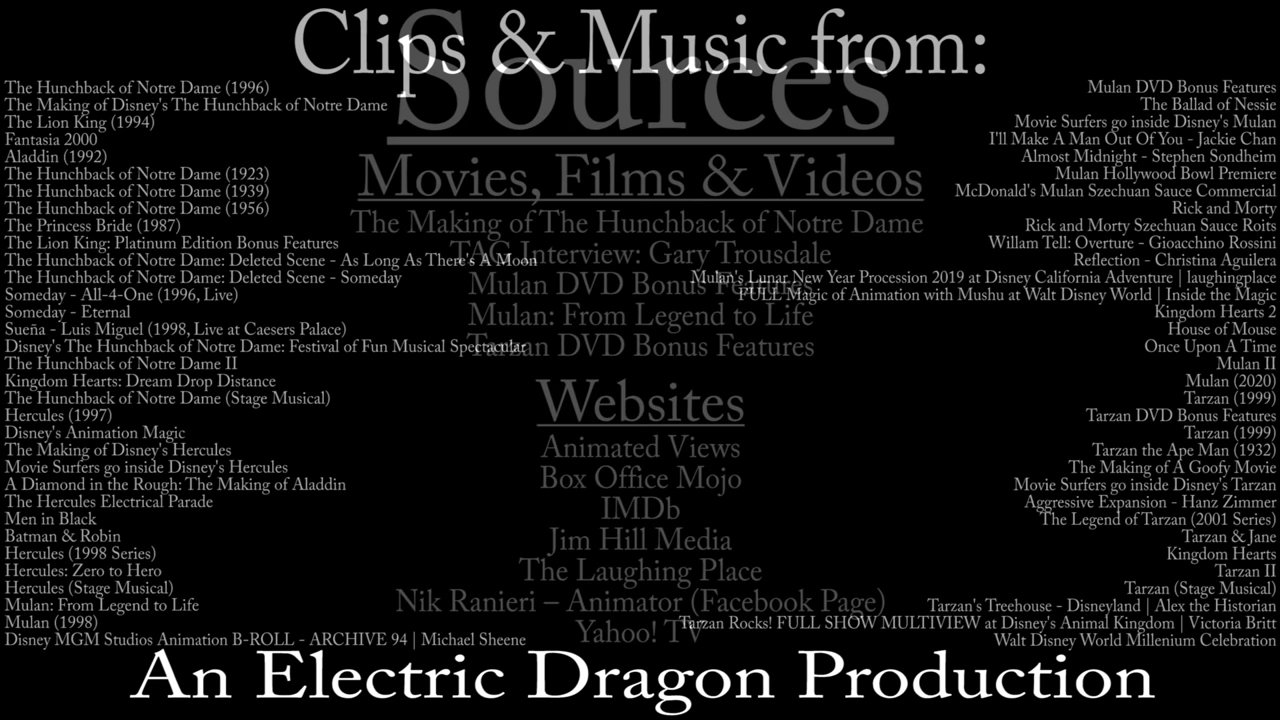 Clips & Music from:
The Hunchback of Notre Dame (1996)
The Making of Disney's The Hunchback of Notre Dame
The Lion King (1994)
Fantasia 2000
Aladdin (1992)
The Hunchback of Notre Dame (1923)
The Hunchback of Notre Dame (1939)
The Hunchback of Notre Dame (1956)
The Princess Bride (1987)
The Lion King: Platinum Edition Bonus Features
The Hunchback of Notre Dame: Deleted Scene - As Long As There's A Moon
The Hunchback of Notre Dame: Deleted Scene - Someday
Someday - All-4-One (1996, Live)
Someday - Eternal
Sueña - Luis Miguel (1998, Live at Caesers Palace)
Disney's The Hunchback of Notre Dame: Festival of Fun Musical Spectacular
The Hunchback of Notre Dame II
Kingdom Hearts: Dream Drop Distance
The Hunchback of Notre Dame (Stage Musical)
Hercules (1997)
Disney's Animation Magic
The Making of Disney's Hercules
Movie Surfers go inside Disney's Hercules
A Diamond in the Rough: The Making of Aladdin
The Hercules Electrical Parade
Men in Black
Batman & Robin
Hercules (1998 Series)
Hercules: Zero to Hero
Hercules (Stage Musical)
Mulan: From Legend to Life
Mulan (1998)
Disney MGM Studios Animation B-ROLL - ARCHIVE 94 | Michael Sheene
Sources
Movies, Films & Videos
The Making of The Hunchback of Notre Dame
TAG Interview: Gary Trousdale
Mulan DVD Bonus Features
Mulan: From Legend to Life
Tarzan DVD Bonus Features
Websites
Animated Views
Box Office Mojo
IMDb
Jim Hill Media
The Laughing Place
Nik Ranieri – Animator (Facebook Page)
Yahoo! TV
Mulan DVD Bonus Features
The Ballad of Nessie
Movie Surfers go inside Disney's Mulan
I'll Make A Man Out Of You - Jackie Chan
Almost Midnight - Stephen Sondheim
Mulan Hollywood Bowl Premiere
McDonald's Mulan Szechuan Sauce Commercial
Rick and Morty
Rick and Morty Szechuan Sauce Roits
Willam Tell: Overture - Gioacchino Rossini
Reflection - Christina Aguilera
Mulan's Lunar New Year Procession 2019 at Disney California Adventure | laughingplace
FULL Magic of Animation with Mushu at Walt Disney World | Inside the Magic
Kingdom Hearts 2
House of Mouse
Once Upon A Time
Mulan II
Mulan (2020)
Tarzan (1999)
Tarzan DVD Bonus Features
Tarzan (1999)
Tarzan the Ape Man (1932)
The Making of A Goofy Movie
Movie Surfers go inside Disney's Tarzan
Aggressive Expansion - Hanz Zimmer
The Legend of Tarzan (2001 Series)
Tarzan & Jane
Kingdom Hearts
Tarzan II
Tarzan (Stage Musical)
Tarzan's Treehouse - Disneyland | Alex the Historian
Tarzan Rocks! FULL SHOW MULTIVIEW at Disney's Animal Kingdom | Victoria Britt
Walt Disney World Millenium Celebration
An Electric Dragon Production